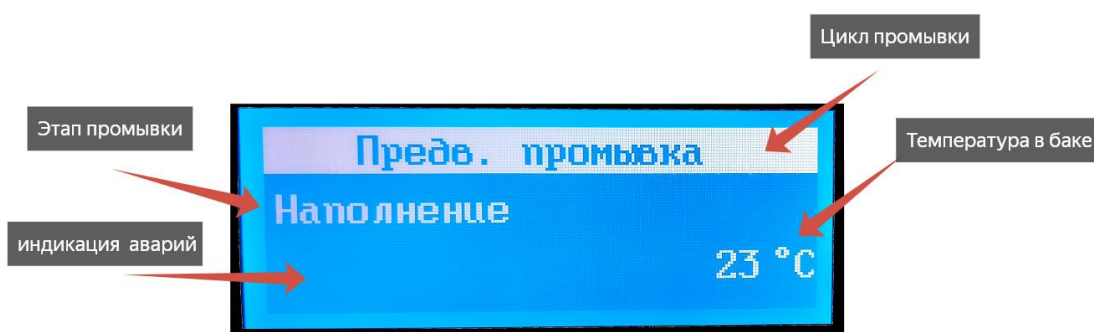 Цикл промывки
Этап промывки
Предв. промывка
Температура в баке
Наполнение
индикация аварий
23 °C